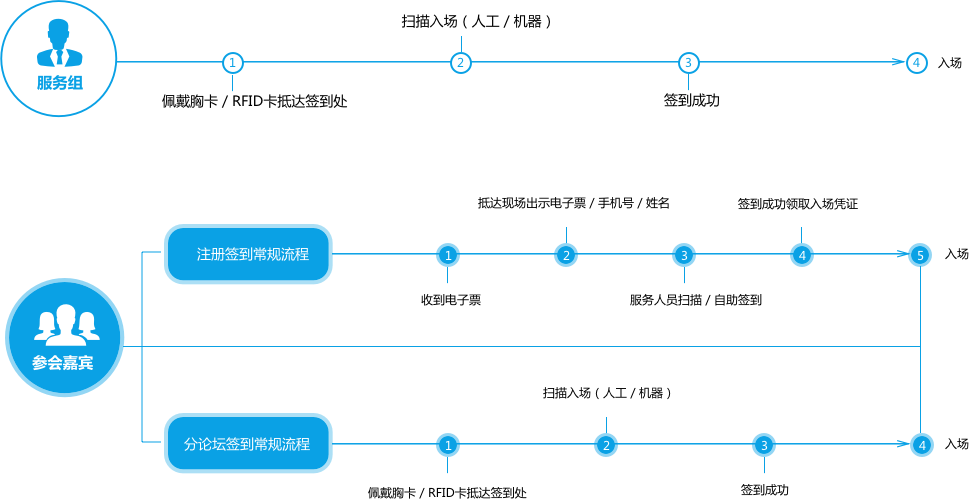 扫描入场（人工 / 机器）
服务组
1
2
3
4
入场
佩戴胸卡 / RFID卡抵达签到处
签到成功
抵达现场出示电子票 / 手机号 / 姓名
签到成功领取入场凭证
注册签到常规流程
1
2
3
4
5
入场
收到电子票
服务人员扫描 / 自助签到
参会嘉宾
扫描入场（人工 / 机器）
分论坛签到常规流程
1
2
3
4
入场
佩戴胸卡 / RFID卡抵达签到处
签到成功